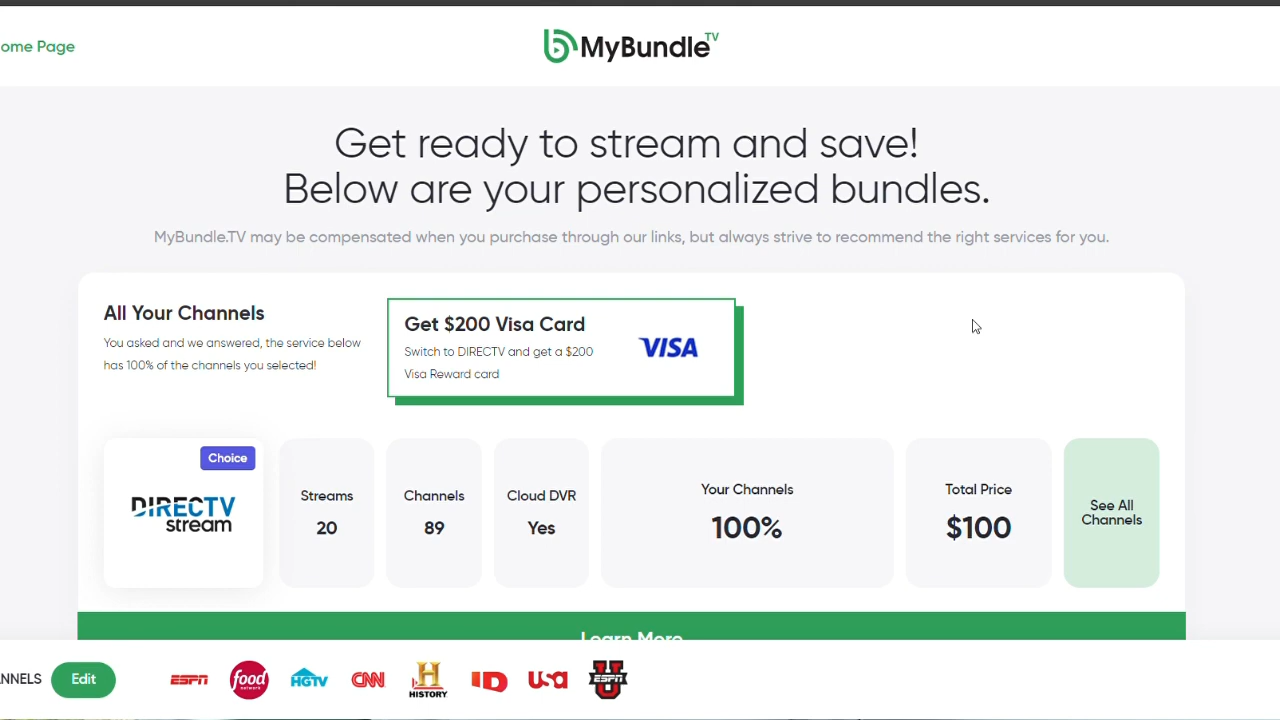 ome Page
MyBundle TV
Get ready to stream and save!
Below are your personalized bundles.
MyBundle.TV may be compensated when you purchase through our links, but always strive to recommend the right services for you.
All Your Channels
You asked and we answered, the service below
has 100% of the channels you selected!
Get $200 Visa Card
Switch to DIRECTV and get a $200
Visa Reward card
VISA
Choice
DIRECTV
stream
Streams
20
Channels
89
Cloud DVR
Yes
Your Channels
100%
Total Price
$100
See All
Channels
Learn More
NNELS
Edit
ESPN
food
network
HGTV
CNN
H
HISTORY
ID
usa
U
ESPN